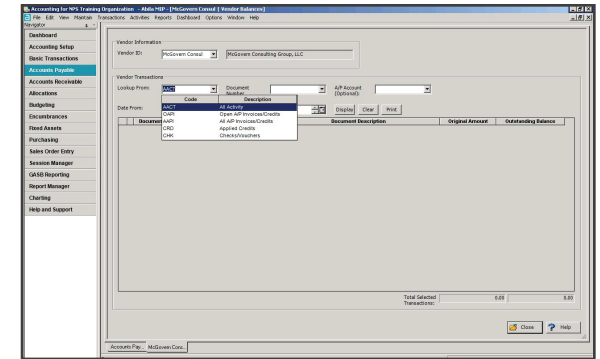 Accounting for NPS Training Organization - Abila MIP - [McGovern Consul | Vendor Balances]
File Edit View Maintain Transactions Activities Reports Dashboard Options Window Help
Navigator
Dashboard
Accounting Setup
Basic Transactions
Accounts Payable
Accounts Receivable
Allocations
Budgeting
Encumbrances
Fixed Assets
Purchasing
Sales Order Entry
Session Manager
GASB Reporting
Report Manager
Charting
Help and Support
Vendor Information
Vendor ID: McGovern Consul McGovern Consulting Group, LLC
Vendor Transactions
Lookup From: AACT Document Number A/P Account (Optional):
Code Description
AACT All Activity
OAPI Open A/P Invoices/Credits
AAPI All A/P Invoices/Credits
CRD Applied Credits
CHK Checks/Vouchers
Date From: Display Clear Print
Document Document Description Original Amount Outstanding Balance
Total Selected Transactions: 0.00 0.00
Close Help
Accounts Pay... McGovern Conc...